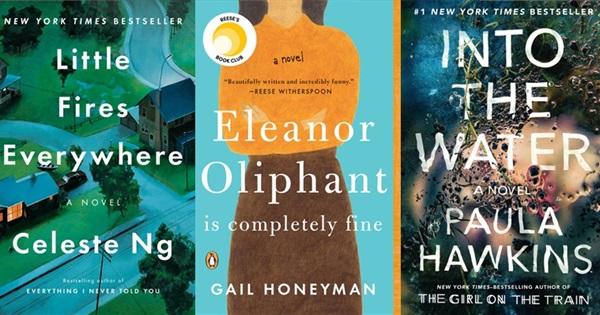 NEW YORK TIMES BESTSELLER
Little
Fires
Everywhere
A NOVEL
Celeste Ng
Bestselling author of
EVERYTHING I NEVER TOLD YOU
REESE'S
BOOK CLUB
a novel
"Beautifully written and incredibly funny."
—REESE WITHERSPOON
Eleanor
Oliphant
is completely fine
GAIL HONEYMAN
#1 NEW YORK TIMES BESTSELLER
INTO
THE
WATER
A NOVEL
PAULA
HAWKINS
NEW YORK TIMES-BESTSELLING AUTHOR OF
THE GIRL ON THE TRAIN